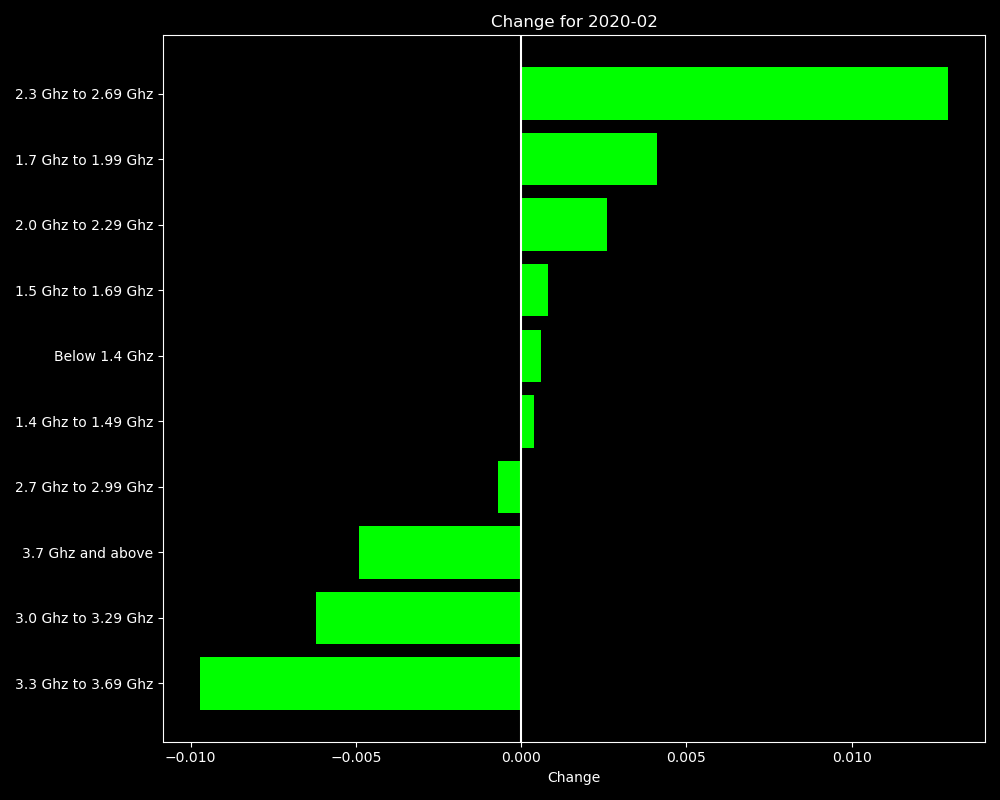 Change for 2020-02
2.3 Ghz to 2.69 Ghz
1.7 Ghz to 1.99 Ghz
2.0 Ghz to 2.29 Ghz
1.5 Ghz to 1.69 Ghz
Below 1.4 Ghz
1.4 Ghz to 1.49 Ghz
2.7 Ghz to 2.99 Ghz
3.7 Ghz and above
3.0 Ghz to 3.29 Ghz
3.3 Ghz to 3.69 Ghz
−0.010 −0.005 0.000 0.005 0.010
Change